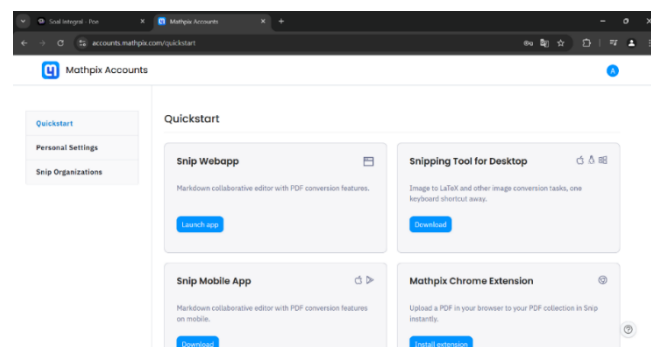 Soal Integral - Poe
Mathpix Accounts
accounts.mathpix.com/quickstart
Mathpix Accounts
A
Quickstart
Personal Settings
Snip Organizations
Quickstart
Snip Webapp
Markdown collaborative editor with PDF conversion features.
Launch app
Snipping Tool for Desktop
Image to LaTeX and other image conversion tasks, one
keyboard shortcut away.
Download
Snip Mobile App
Markdown collaborative editor with PDF conversion features
on mobile.
Download
Mathpix Chrome Extension
Upload a PDF in your browser to your PDF collection in Snip
instantly.
Install extension